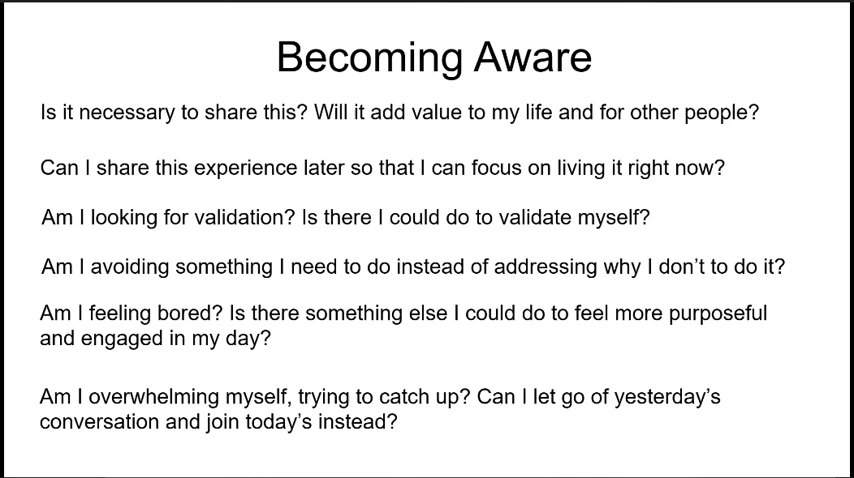 Becoming Aware
Is it necessary to share this? Will it add value to my life and for other people?
Can I share this experience later so that I can focus on living it right now?
Am I looking for validation? Is there I could do to validate myself?
Am I avoiding something I need to do instead of addressing why I don’t to do it?
Am I feeling bored? Is there something else I could do to feel more purposeful
and engaged in my day?
Am I overwhelming myself, trying to catch up? Can I let go of yesterday’s
conversation and join today’s instead?